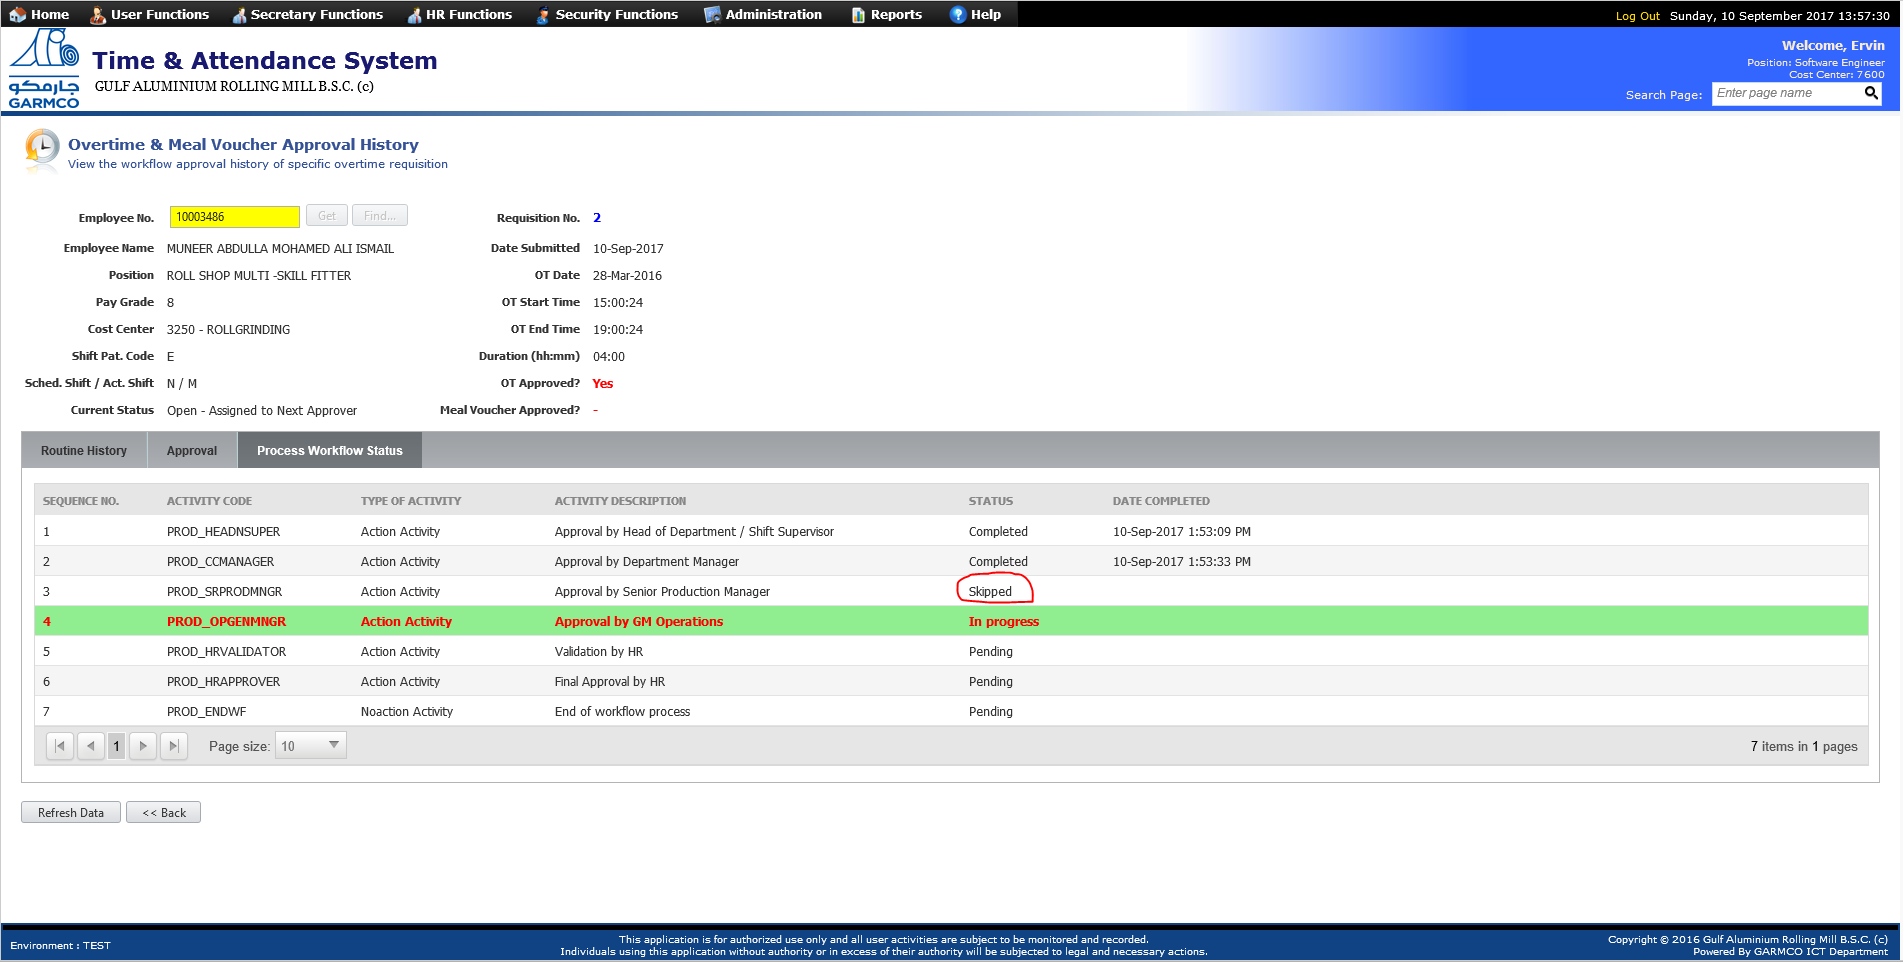 Home User Functions Secretary Functions HR Functions Security Functions Administration Reports Help
Log Out Sunday, 10 September 2017 13:57:30
جارمكو
GARMCO
Time & Attendance System
GULF ALUMINIUM ROLLING MILL B.S.C. (c)
Welcome, Ervin
Position: Software Engineer
Cost Center: 7600
Search Page: Enter page name
Overtime & Meal Voucher Approval History
View the workflow approval history of specific overtime requisition
Employee No. 10003486 Get Find... Requisition No. 2
Employee Name MUNEER ABDULLA MOHAMED ALI ISMAIL Date Submitted 10-Sep-2017
Position ROLL SHOP MULTI -SKILL FITTER OT Date 28-Mar-2016
Pay Grade 8 OT Start Time 15:00:24
Cost Center 3250 - ROLLGRINDING OT End Time 19:00:24
Shift Pat. Code E Duration (hh:mm) 04:00
Sched. Shift / Act. Shift N / M OT Approved? Yes
Current Status Open - Assigned to Next Approver Meal Voucher Approved? -
Routine History Approval Process Workflow Status
SEQUENCE NO. ACTIVITY CODE TYPE OF ACTIVITY ACTIVITY DESCRIPTION STATUS DATE COMPLETED
1 PROD_HEADNSUPER Action Activity Approval by Head of Department / Shift Supervisor Completed 10-Sep-2017 1:53:09 PM
2 PROD_CCMANAGER Action Activity Approval by Department Manager Completed 10-Sep-2017 1:53:33 PM
3 PROD_SRPRODMNGR Action Activity Approval by Senior Production Manager Skipped
4 PROD_OPGENMNGR Action Activity Approval by GM Operations In progress
5 PROD_HRVALIDATOR Action Activity Validation by HR Pending
6 PROD_HRAPPROVER Action Activity Final Approval by HR Pending
7 PROD_ENDWF Noaction Activity End of workflow process Pending
1 Page size: 10 7 items in 1 pages
Refresh Data << Back
Environment : TEST
This application is for authorized use only and all user activities are subject to be monitored and recorded.
Individuals using this application without authority or in excess of their authority will be subjected to legal and necessary actions.
Copyright © 2016 Gulf Aluminium Rolling Mill B.S.C. (c)
Powered By GARMCO ICT Department